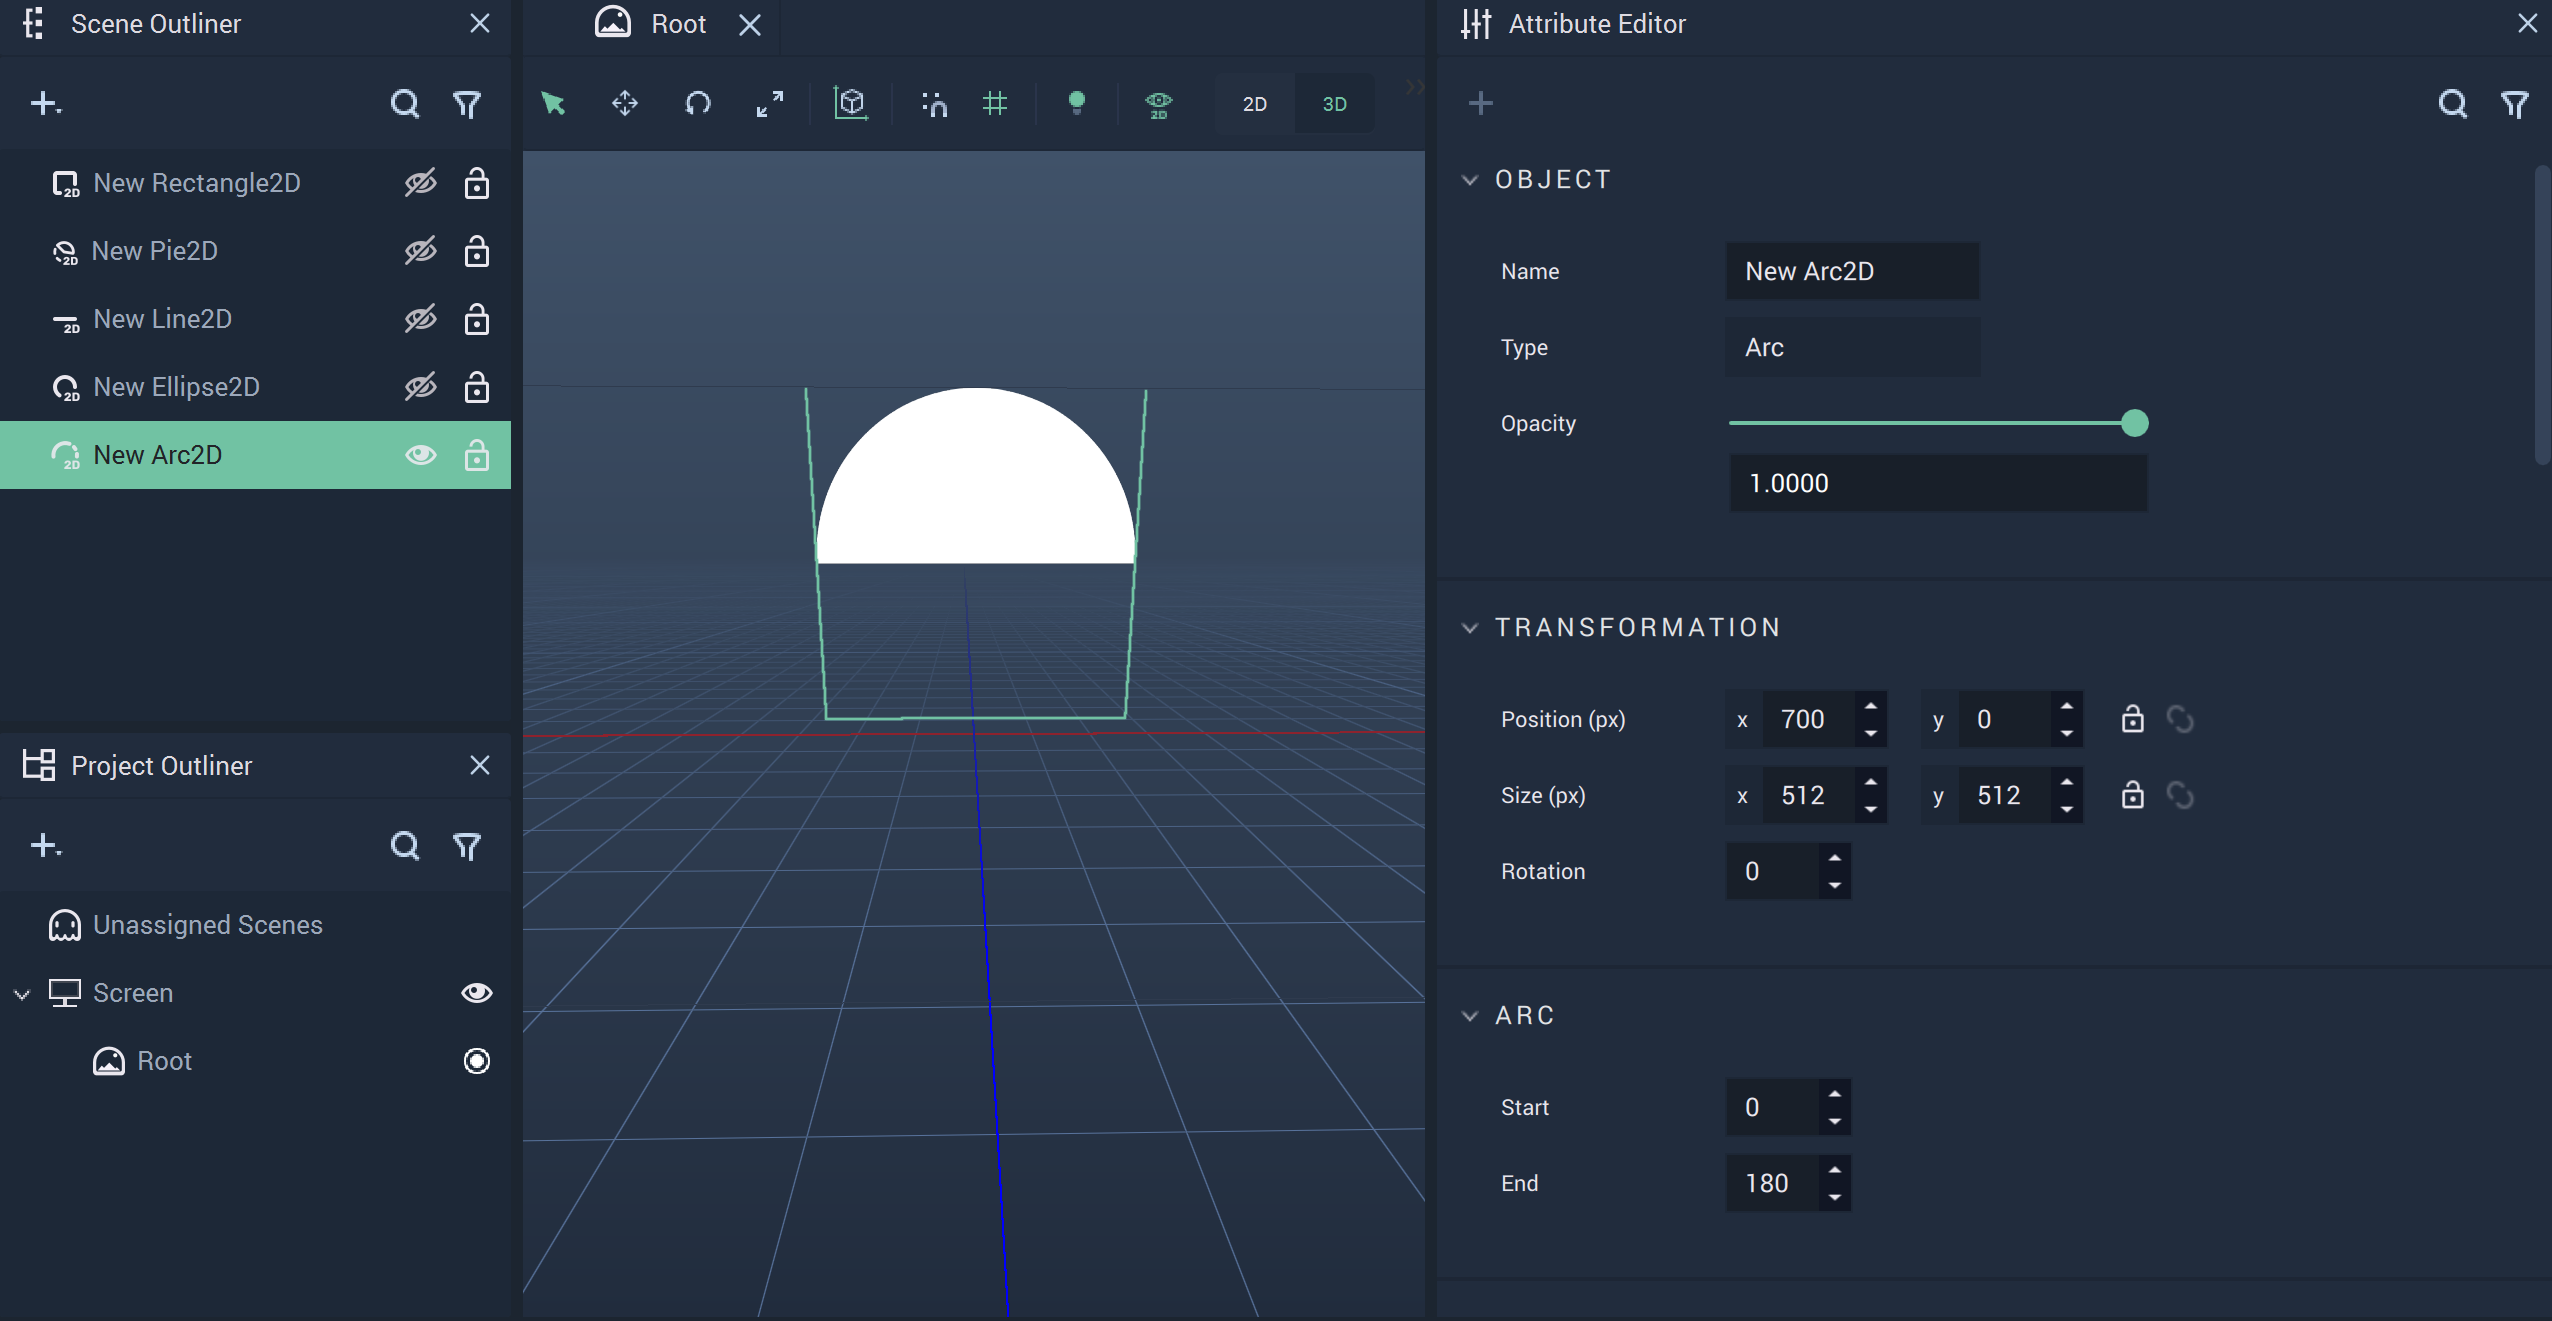 Scene Outliner
New Rectangle2D
New Pie2D
New Line2D
New Ellipse2D
New Arc2D
Project Outliner
Unassigned Scenes
Screen
Root
Root
2D
2D
3D
Attribute Editor
OBJECT
Name New Arc2D
Type Arc
Opacity
1.0000
TRANSFORMATION
Position (px) x 700 y 0
Size (px) x 512 y 512
Rotation 0
ARC
Start 0
End 180